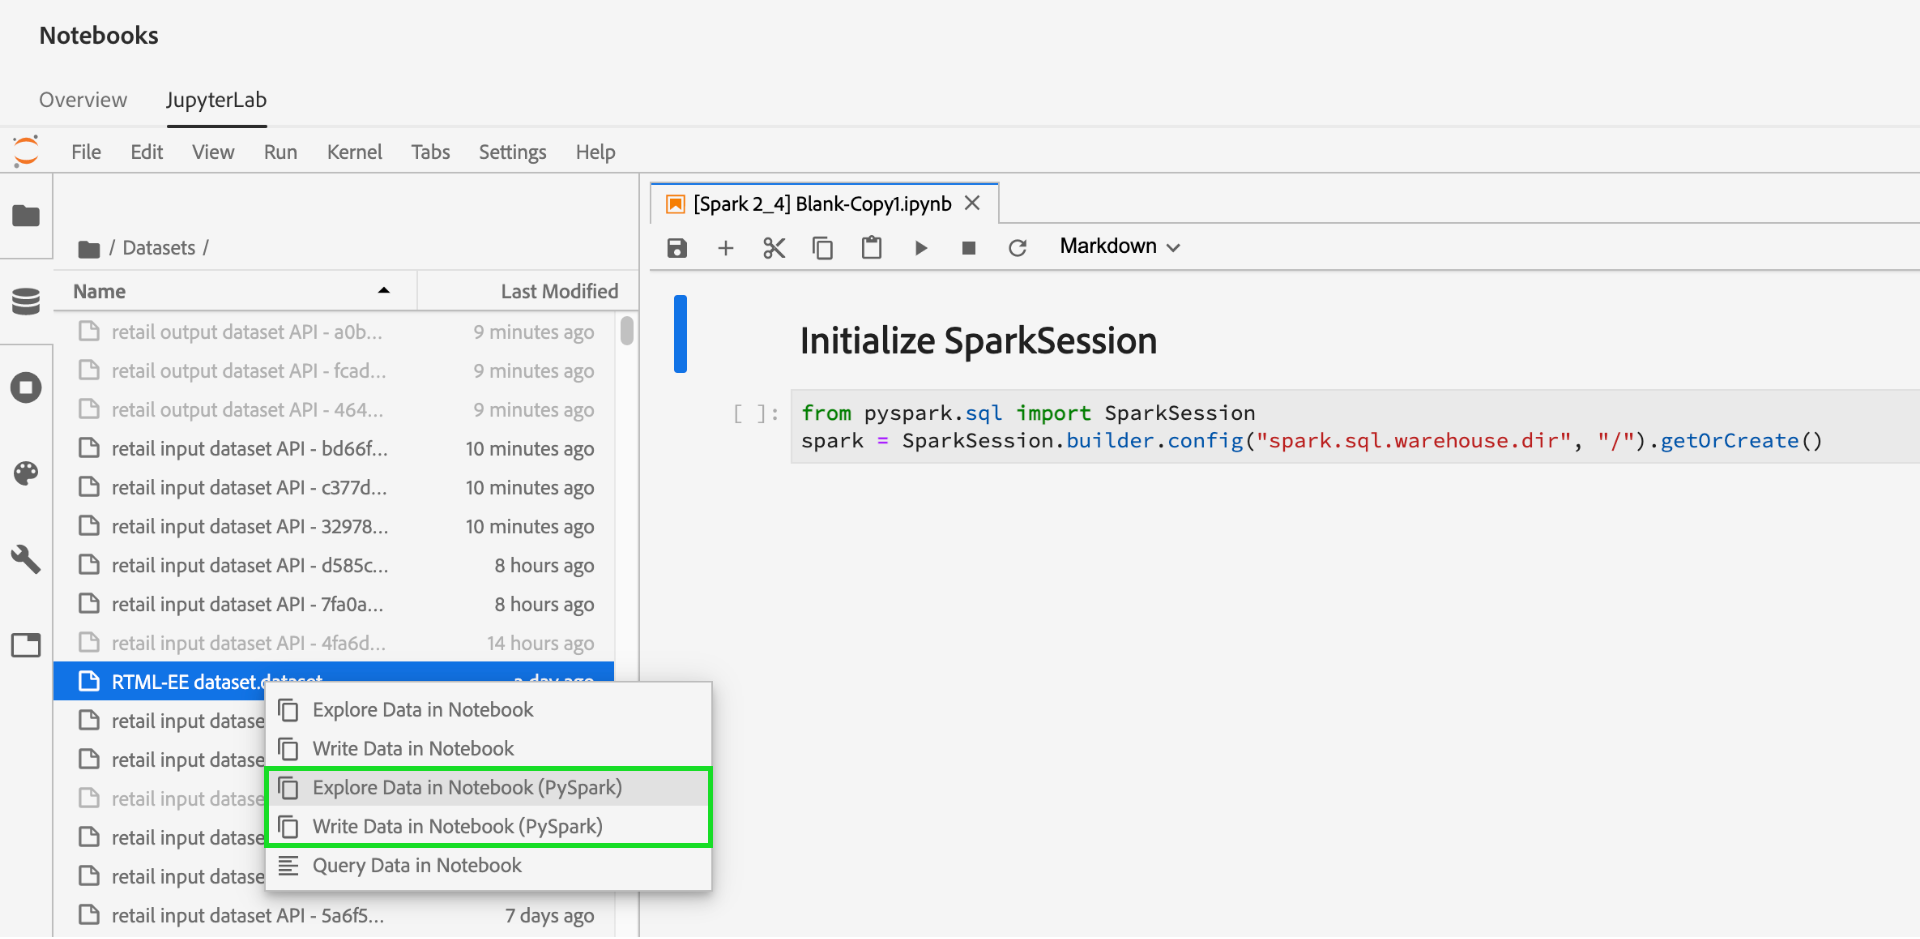 Notebooks
Overview JupyterLab
File Edit View Run Kernel Tabs Settings Help
/ Datasets /
Name Last Modified
retail output dataset API - a0b... 9 minutes ago
retail output dataset API - fcad... 9 minutes ago
retail output dataset API - 464... 9 minutes ago
retail input dataset API - bd66f... 10 minutes ago
retail input dataset API - c377d... 10 minutes ago
retail input dataset API - 32978... 10 minutes ago
retail input dataset API - d585c... 8 hours ago
retail input dataset API - 7fa0a... 8 hours ago
retail input dataset API - 4fa6d... 14 hours ago
RTML-EE dataset.dataset a day ago
retail input datase
retail input datase
retail input datase
retail input datase
retail input datase
retail input dataset API - 5a6f5... 7 days ago
Explore Data in Notebook
Write Data in Notebook
Explore Data in Notebook (PySpark)
Write Data in Notebook (PySpark)
Query Data in Notebook
[Spark 2_4] Blank-Copy1.ipynb
Markdown
Initialize SparkSession
[ ]: from pyspark.sql import SparkSession
spark = SparkSession.builder.config("spark.sql.warehouse.dir", "/").getOrCreate()